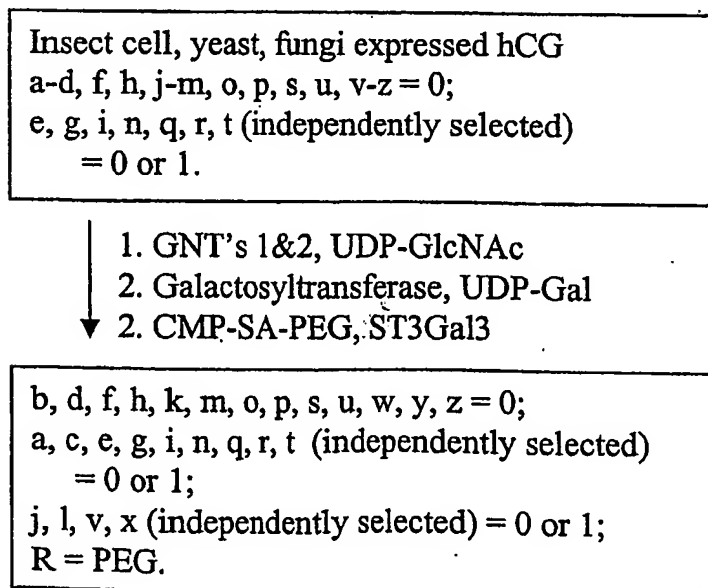 Insect cell, yeast, fungi expressed hCG
a-d, f, h, j-m, o, p, s, u, v-z = 0;
e, g, i, n, q, r, t (independently selected)
= 0 or 1.
1. GNT's 1&2, UDP-GlcNAc
2. Galactosyltransferase, UDP-Gal
2. CMP-SA-PEG, ST3Gal3
b, d, f, h, k, m, o, p, s, u, w, y, z = 0;
a, c, e, g, i, n, q, r, t (independently selected)
= 0 or 1;
j, l, v, x (independently selected) = 0 or 1;
R = PEG.